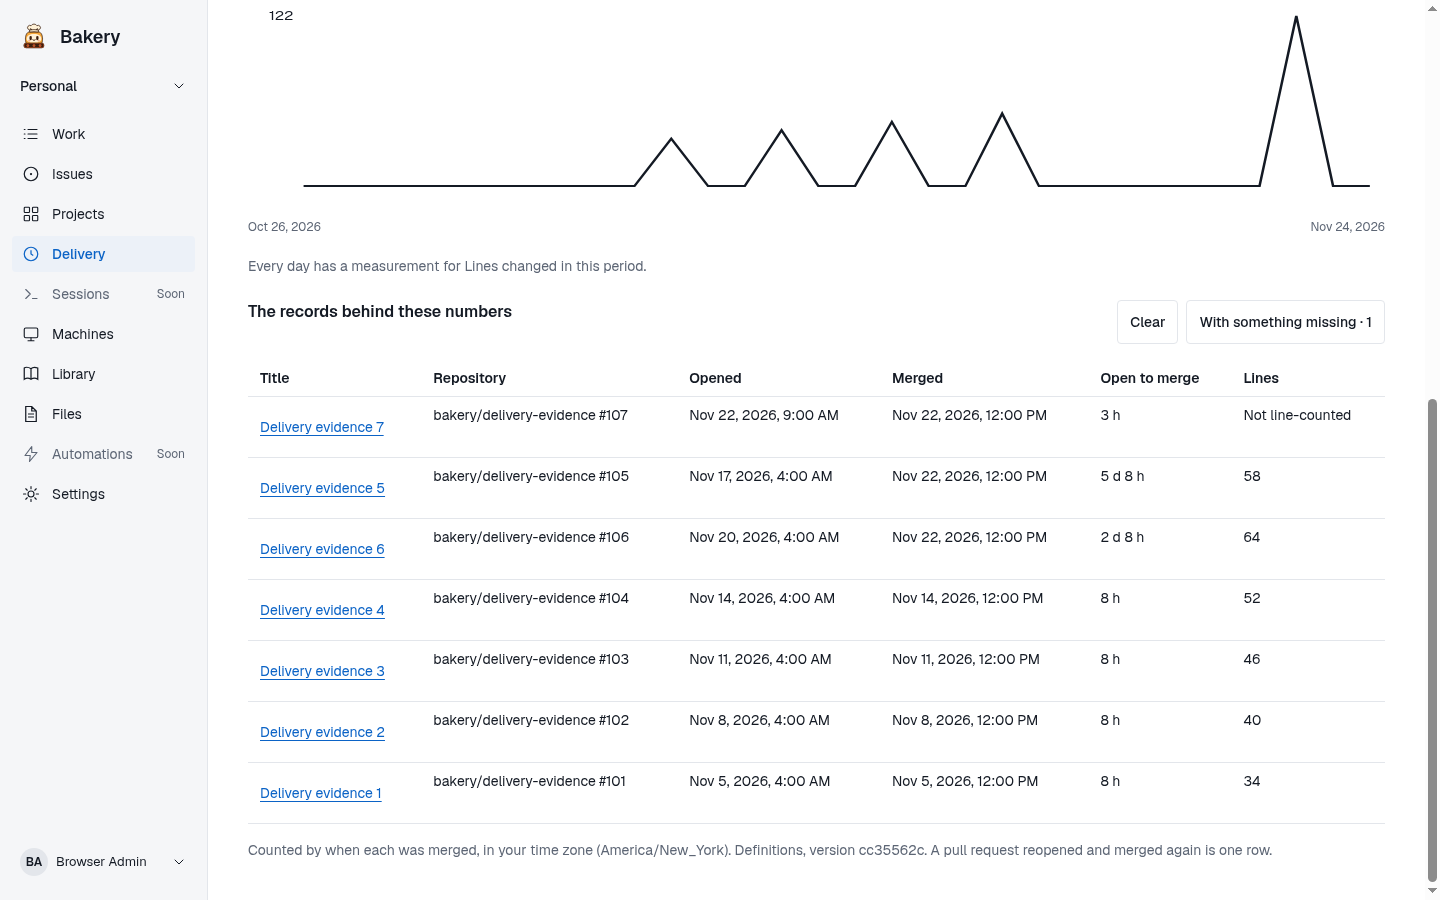 Bakery
Personal
Work
Issues
Projects
Delivery
Sessions Soon
Machines
Library
Files
Automations Soon
Settings
BA Browser Admin
122
Oct 26, 2026 Nov 24, 2026
Every day has a measurement for Lines changed in this period.
The records behind these numbers
Clear With something missing · 1
Title Repository Opened Merged Open to merge Lines
Delivery evidence 7 bakery/delivery-evidence #107 Nov 22, 2026, 9:00 AM Nov 22, 2026, 12:00 PM 3 h Not line-counted
Delivery evidence 5 bakery/delivery-evidence #105 Nov 17, 2026, 4:00 AM Nov 22, 2026, 12:00 PM 5 d 8 h 58
Delivery evidence 6 bakery/delivery-evidence #106 Nov 20, 2026, 4:00 AM Nov 22, 2026, 12:00 PM 2 d 8 h 64
Delivery evidence 4 bakery/delivery-evidence #104 Nov 14, 2026, 4:00 AM Nov 14, 2026, 12:00 PM 8 h 52
Delivery evidence 3 bakery/delivery-evidence #103 Nov 11, 2026, 4:00 AM Nov 11, 2026, 12:00 PM 8 h 46
Delivery evidence 2 bakery/delivery-evidence #102 Nov 8, 2026, 4:00 AM Nov 8, 2026, 12:00 PM 8 h 40
Delivery evidence 1 bakery/delivery-evidence #101 Nov 5, 2026, 4:00 AM Nov 5, 2026, 12:00 PM 8 h 34
Counted by when each was merged, in your time zone (America/New_York). Definitions, version cc35562c. A pull request reopened and merged again is one row.